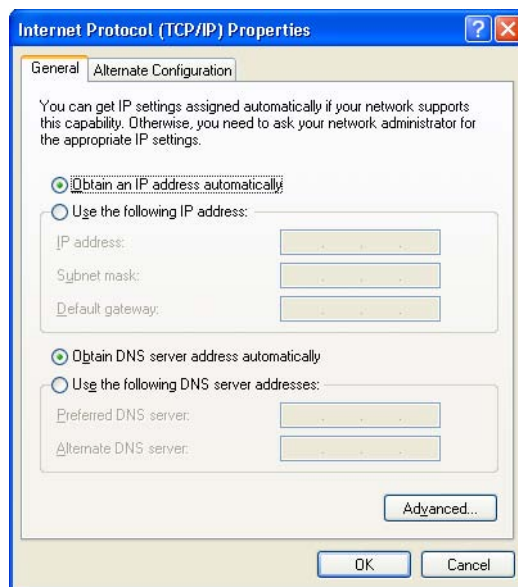 Internet Protocol (TCP/IP) Properties
General
Alternate Configuration
You can get IP settings assigned automatically if your network supports
this capability. Otherwise, you need to ask your network administrator for
the appropriate IP settings.
Obtain an IP address automatically
Use the following IP address:
IP address:
Subnet mask:
Default gateway:
Obtain DNS server address automatically
Use the following DNS server addresses:
Preferred DNS server:
Alternate DNS server:
Advanced...
OK
Cancel